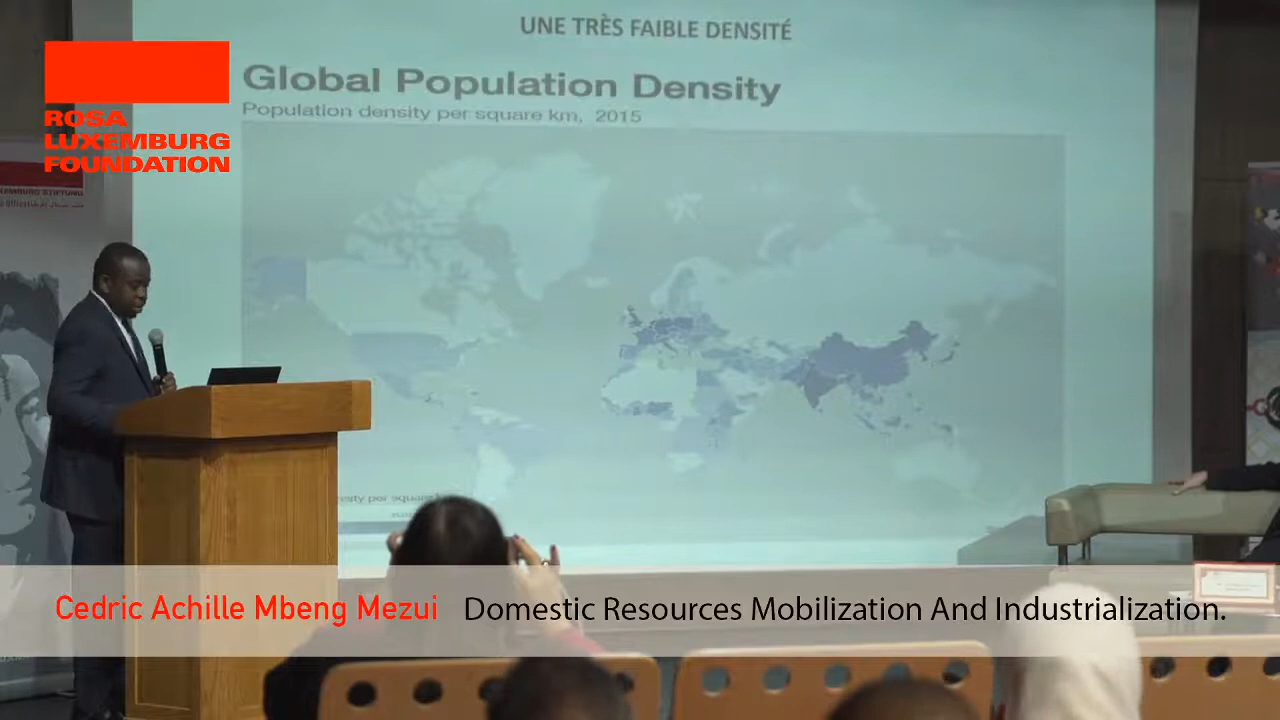 UNE TRÈS FAIBLE DENSITÉ
Global Population Density
Population density per square km, 2015
ROSA
LUXEMBURG
FOUNDATION
Cedric Achille Mbeng Mezui Domestic Resources Mobilization And Industrialization.